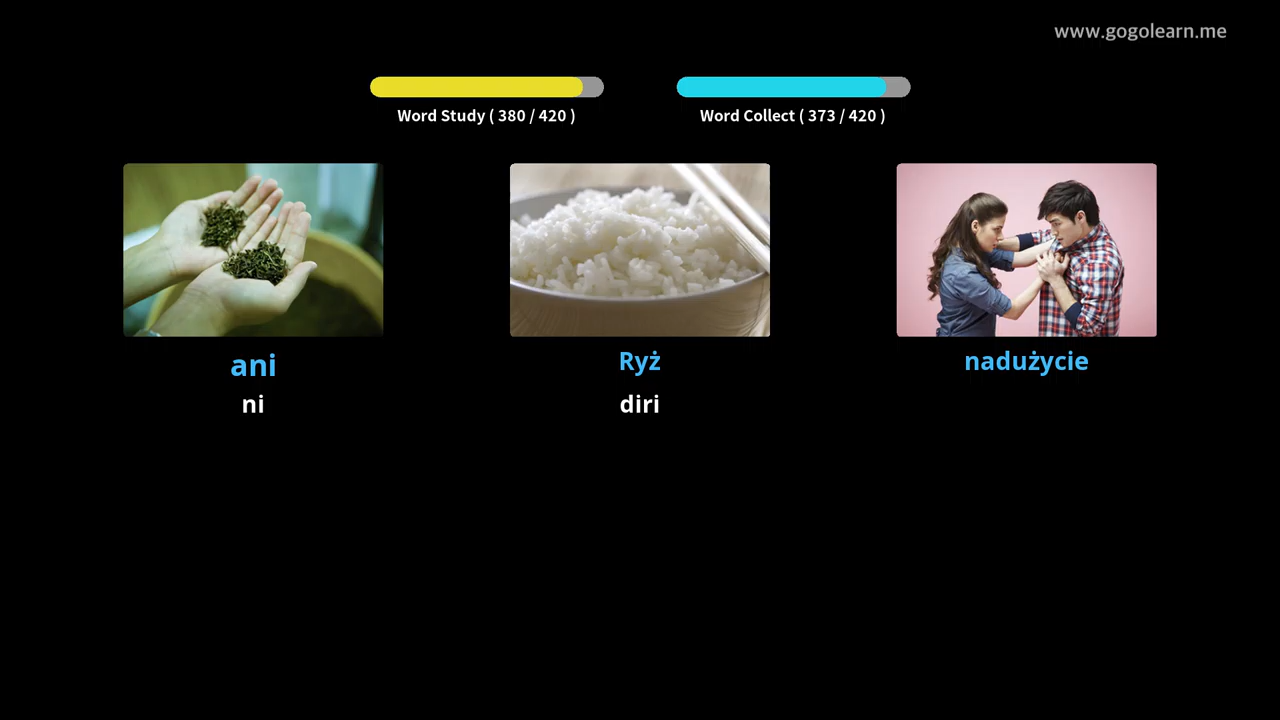 www.gogolearn.me
Word Study ( 380 / 420 )
Word Collect ( 373 / 420 )
ani
ni
Ryż
diri
nadużycie